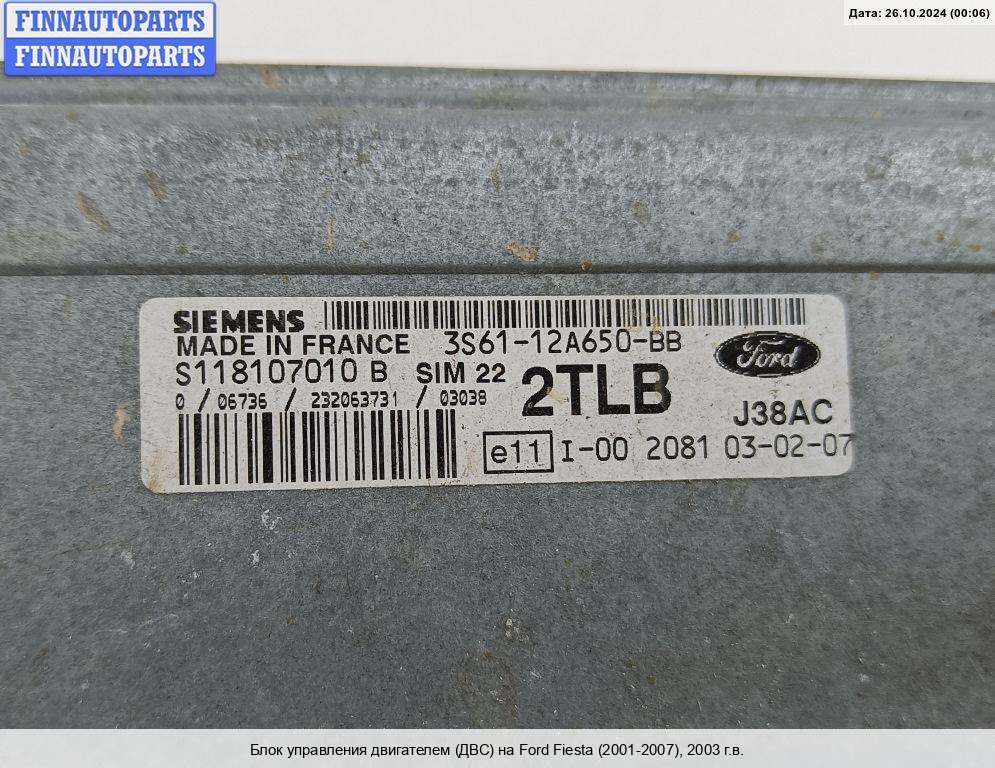 FINNAUTOPARTS
FINNAUTOPARTS
Дата: 26.10.2024 (00:06)
SIEMENS
MADE IN FRANCE 3S61-12A650-BB
Ford
S118107010 B SIM 22 2TLB
0 / 06736 / 232063731 / 03038
J38AC
e11 I-00 2081 03-02-07
Блок управления двигателем (ДВС) на Ford Fiesta (2001-2007), 2003 г.в.